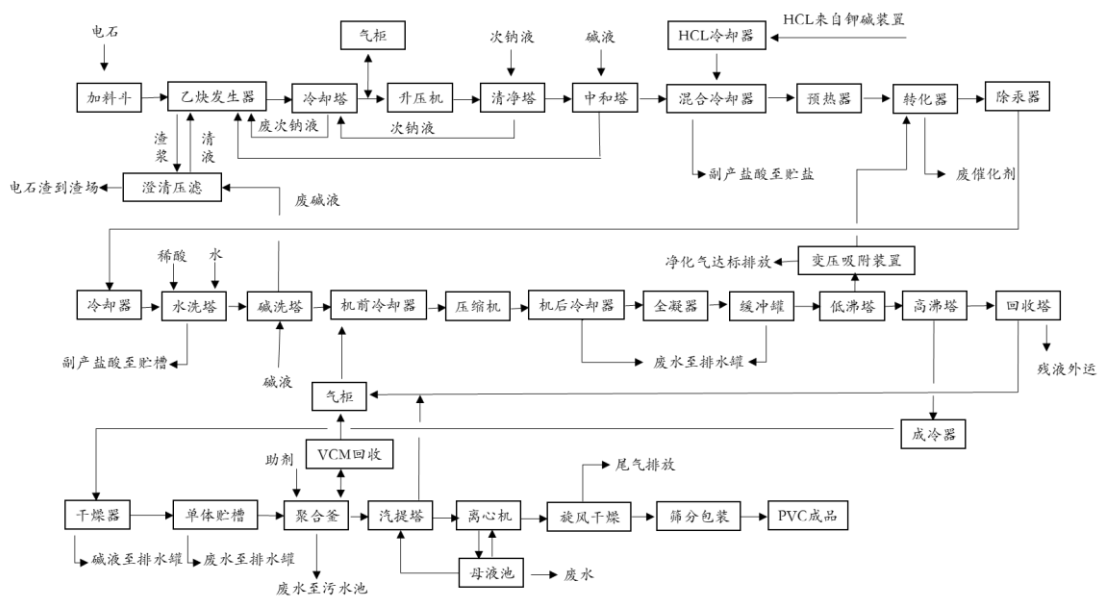 电石
气柜
次钠液
碱液
HCL冷却器
HCL来自钾碱装置
加料斗
乙炔发生器
冷却塔
升压机
清净塔
中和塔
混合冷却器
预热器
转化器
除汞器
废次钠液
次钠液
渣浆
清液
电石渣到渣场
澄清压滤
废碱液
副产盐酸至贮盐
废催化剂
稀酸
水
净化气达标排放
变压吸附装置
冷却器
水洗塔
碱洗塔
机前冷却器
压缩机
机后冷却器
全凝器
缓冲罐
低沸塔
高沸塔
回收塔
副产盐酸至贮槽
碱液
废水至排水罐
残液外运
气柜
成冷器
VCM回收
助剂
尾气排放
干燥器
单体贮槽
聚合釜
汽提塔
离心机
旋风干燥
筛分包装
PVC成品
碱液至排水罐
废水至排水罐
废水至污水池
母液池
废水